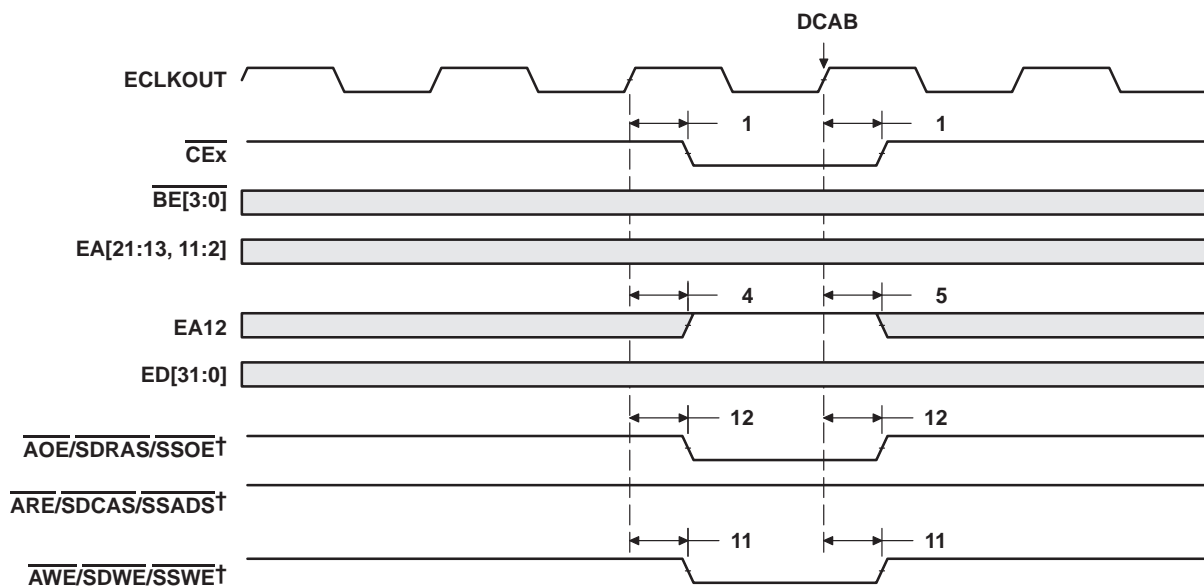 DCAB
ECLKOUT
1 1
CEx
BE[3:0]
EA[21:13, 11:2]
4 5
EA12
ED[31:0]
12 12
AOE/SDRAS/SSOE†
ARE/SDCAS/SSADS†
11 11
AWE/SDWE/SSWE†